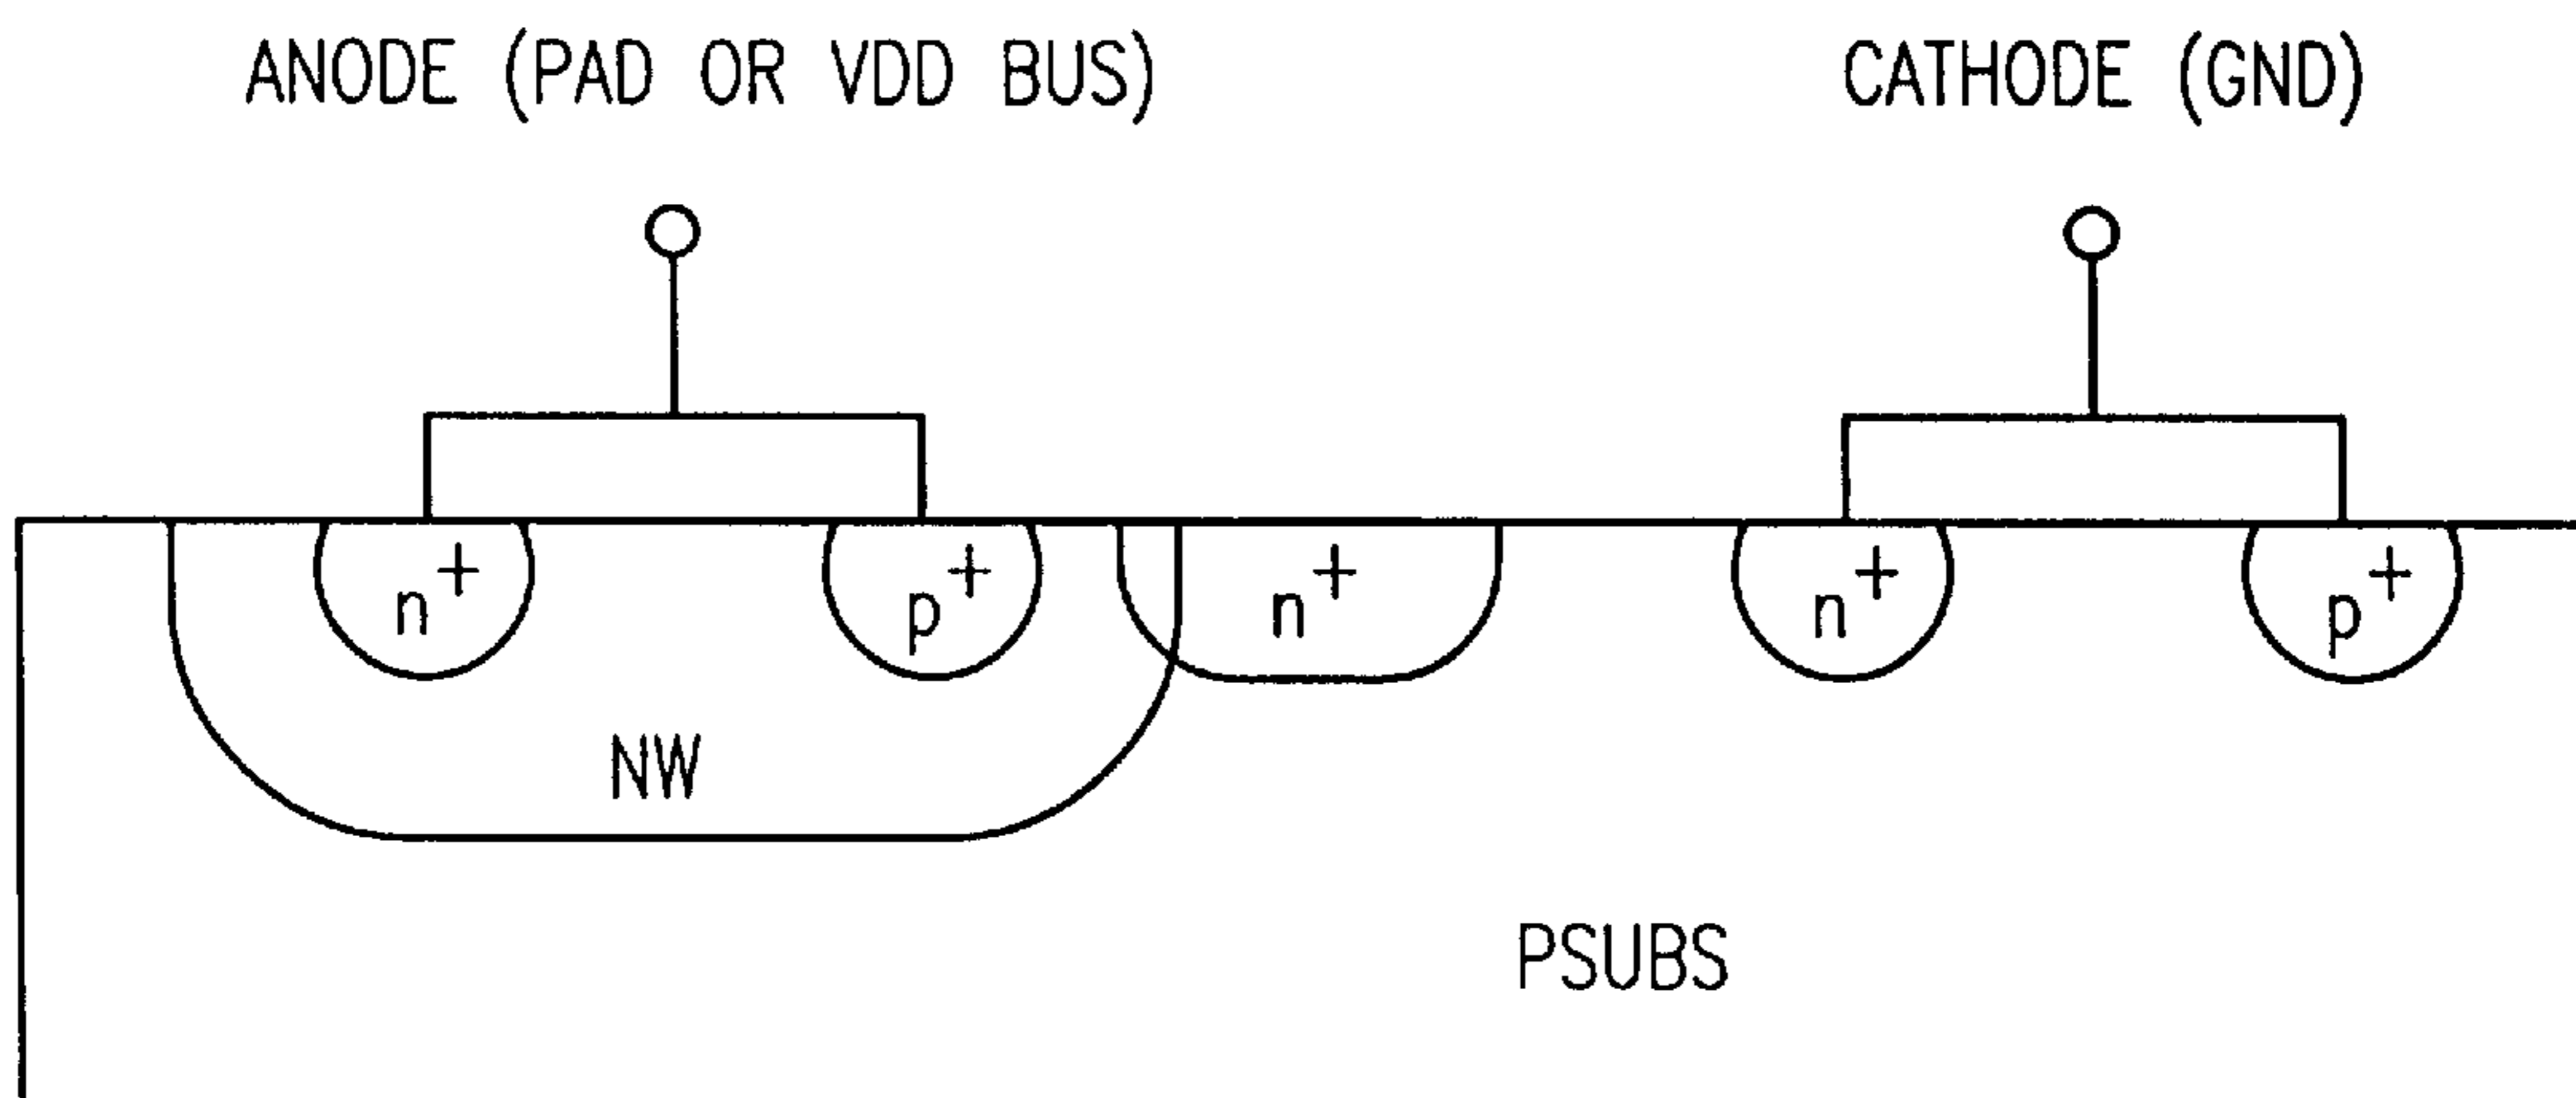 ANODE (PAD OR VDD BUS)
CATHODE (GND)
n+
p+
n+
n+
p+
NW
PSUBS